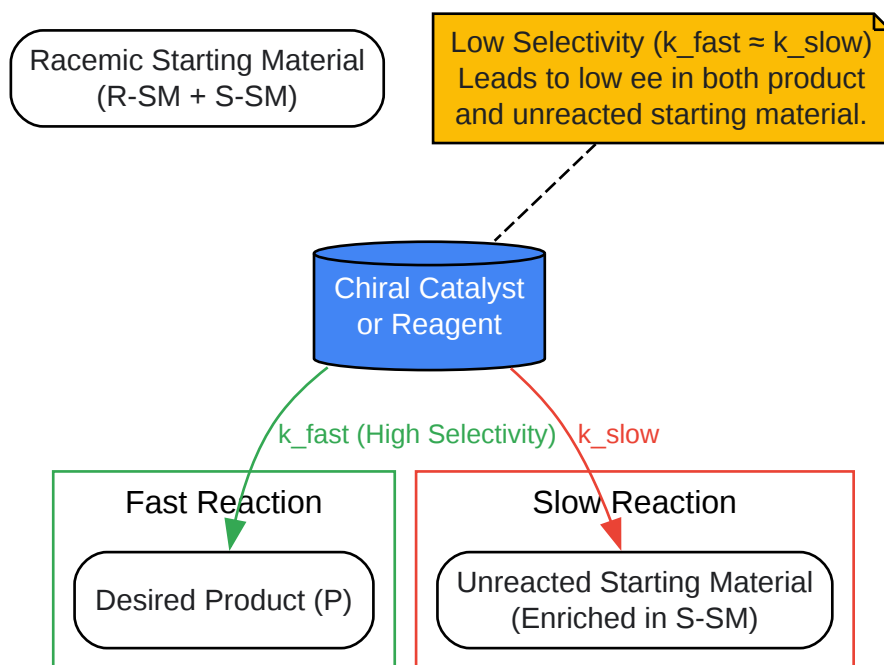 Racemic Starting Material
(R-SM + S-SM)
Low Selectivity (k_fast ≈ k_slow)
Leads to low ee in both product
and unreacted starting material.
Chiral Catalyst
or Reagent
k_fast (High Selectivity)
k_slow
Fast Reaction
Desired Product (P)
Slow Reaction
Unreacted Starting Material
(Enriched in S-SM)